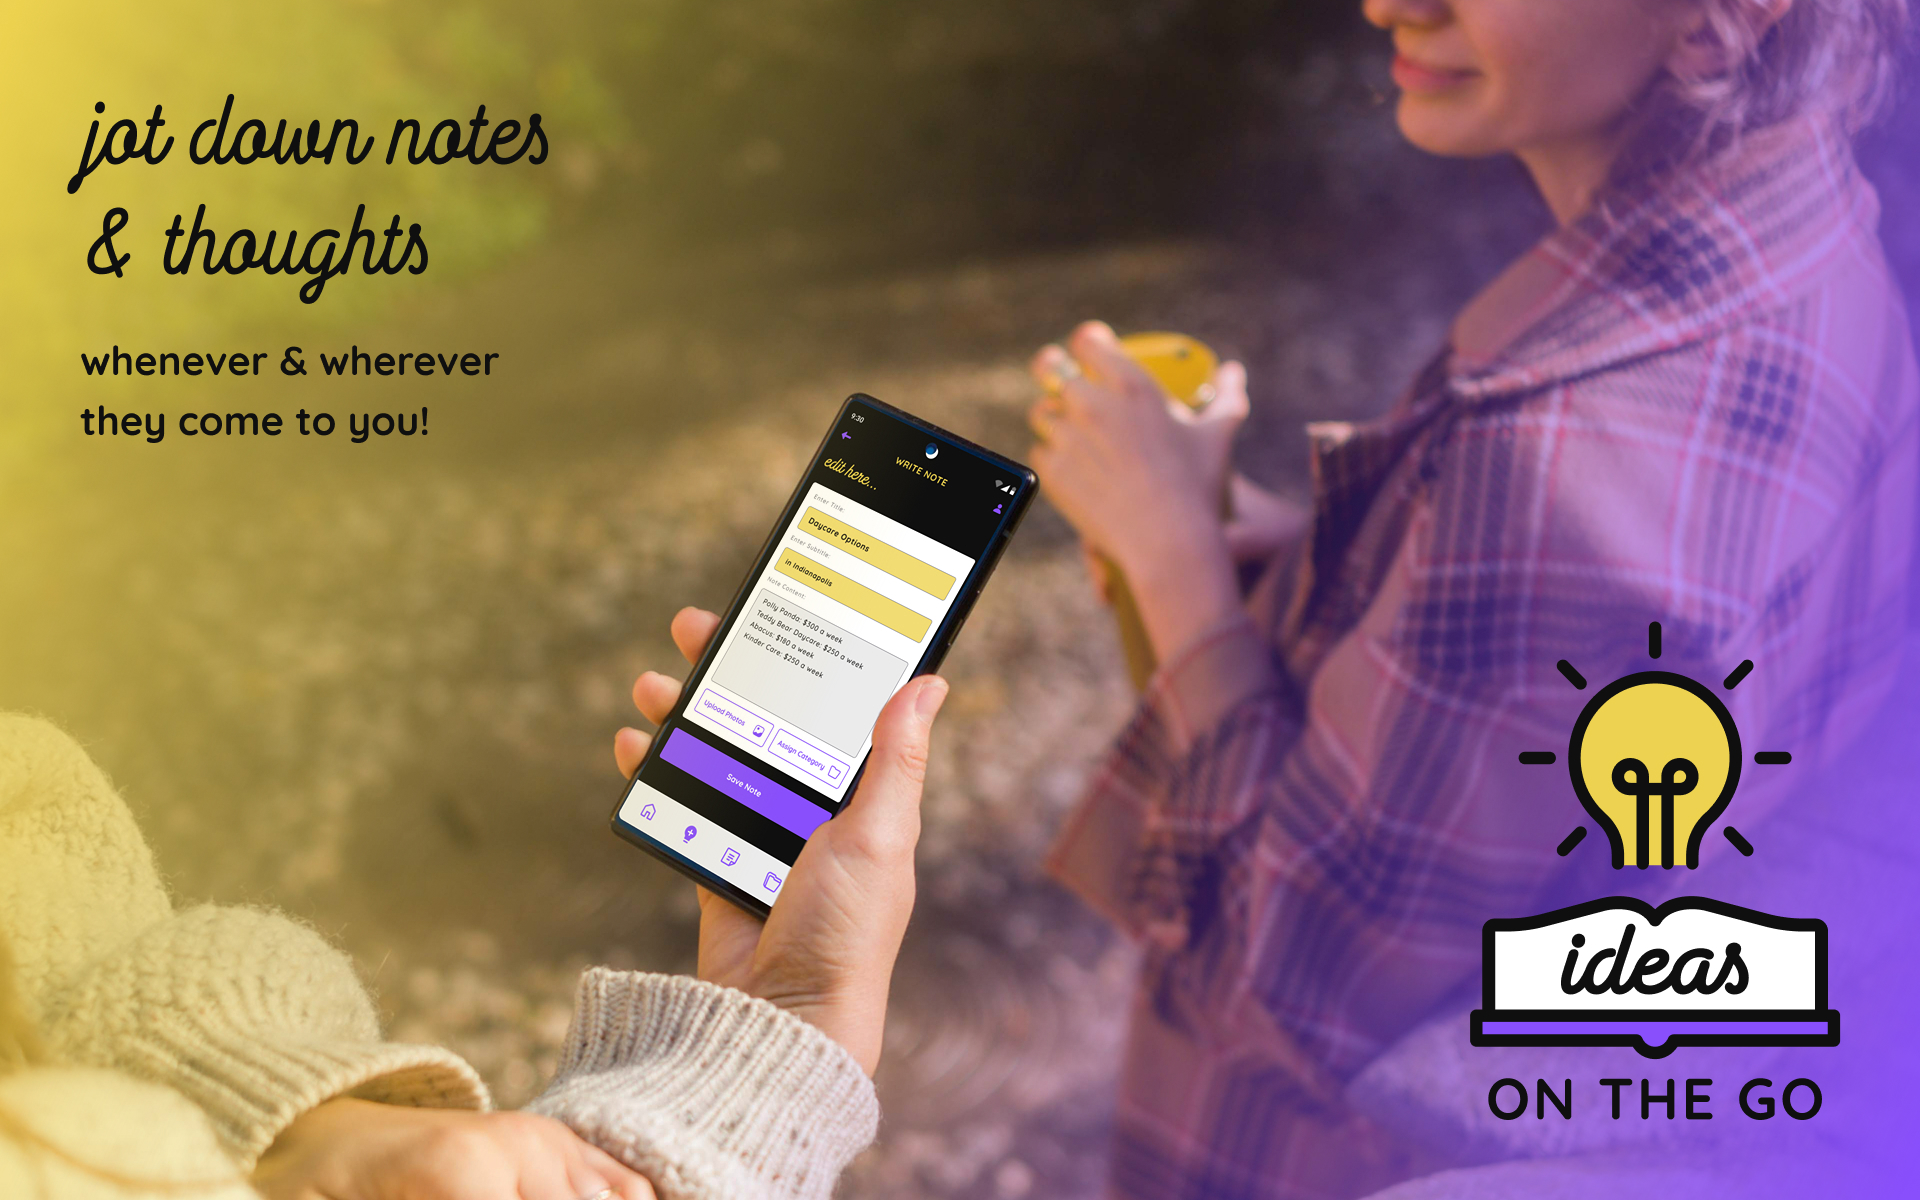 jot down notes
& thoughts
whenever & wherever
they come to you!
9:30
WRITE NOTE
edit here...
Enter Title:
Daycare Options
Enter Subtitle:
in Indianapolis
Note Content:
Polly Panda: $300 a week
Teddy Bear Daycare: $250 a week
Abacus: $180 a week
Kinder Care: $250 a week
Upload Photos
Assign Category
Save Note
ideas
ON THE GO